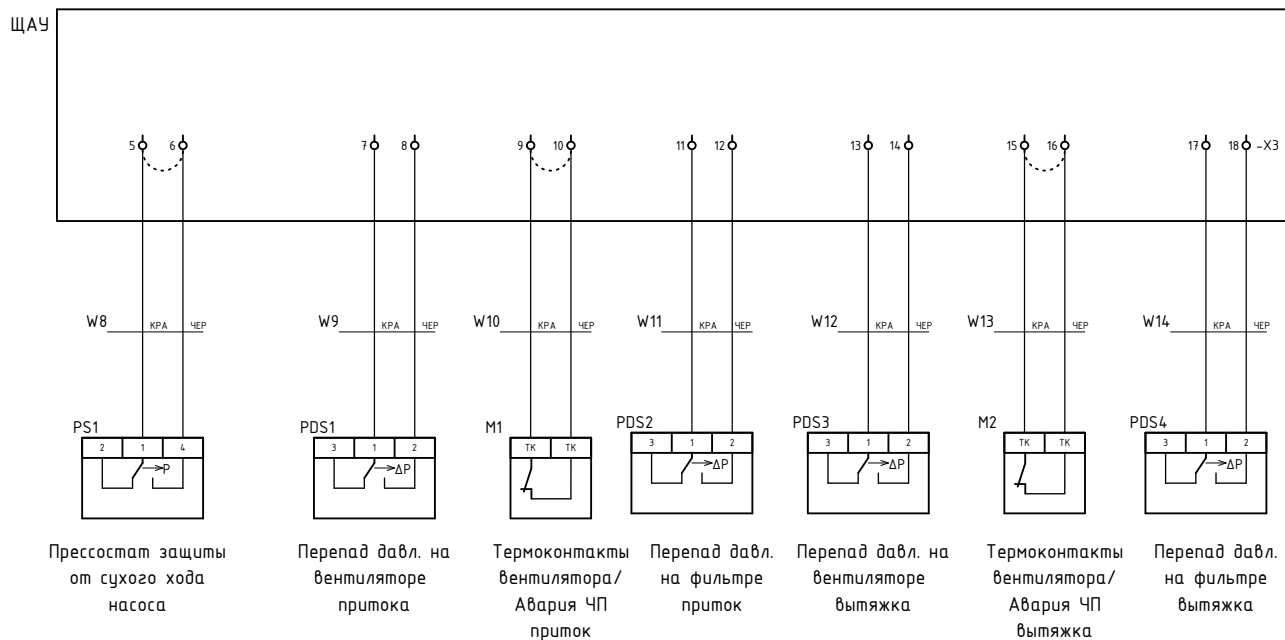 ЩАУ
5 6 7 8 9 10 11 12 13 14 15 16 17 18 -X3
W8 КРА ЧЕР W9 КРА ЧЕР W10 КРА ЧЕР W11 КРА ЧЕР W12 КРА ЧЕР W13 КРА ЧЕР W14 КРА ЧЕР
PS1 PDS1 M1 PDS2 PDS3 M2 PDS4
2 1 4 3 1 2 ТК ТК 3 1 2 3 1 2 ТК ТК 3 1 2
P ΔP ΔP ΔP ΔP
Прессостат защиты
от сухого хода
насоса
Перепад давл. на
вентиляторе
притока
Термоконтакты
вентилятора/
Авария ЧП
приток
Перепад давл.
на фильтре
приток
Перепад давл. на
вентиляторе
вытяжка
Термоконтакты
вентилятора/
Авария ЧП
вытяжка
Перепад давл.
на фильтре
вытяжка